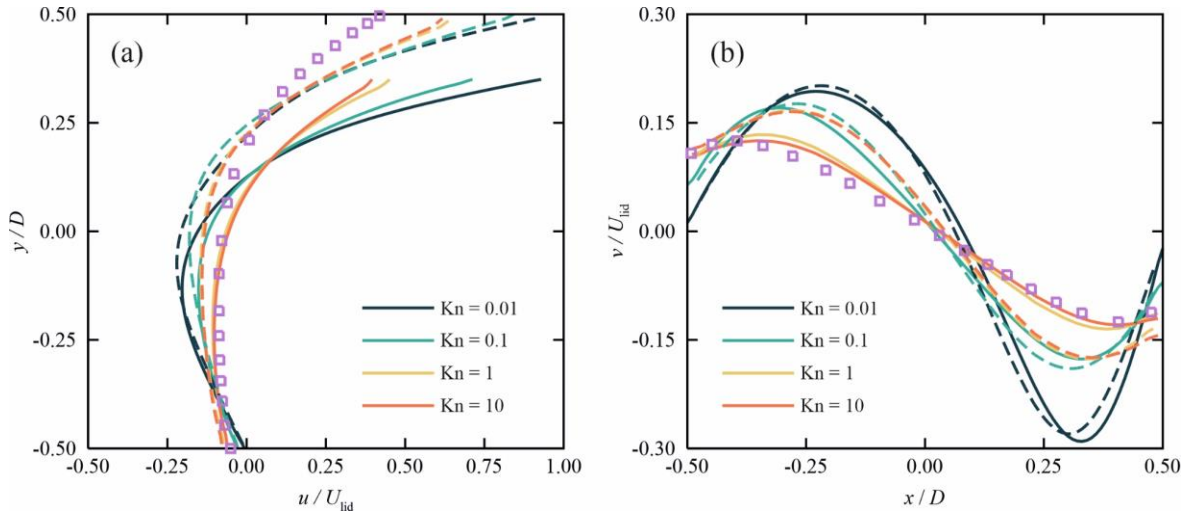 (a)
0.50
0.25
0.00
-0.25
-0.50
y / D
-0.50 -0.25 0.00 0.25 0.50 0.75 1.00
u / U_lid
Kn = 0.01
Kn = 0.1
Kn = 1
Kn = 10
(b)
0.30
0.15
0.00
-0.15
-0.30
v / U_lid
-0.50 -0.25 0.00 0.25 0.50
x / D
Kn = 0.01
Kn = 0.1
Kn = 1
Kn = 10